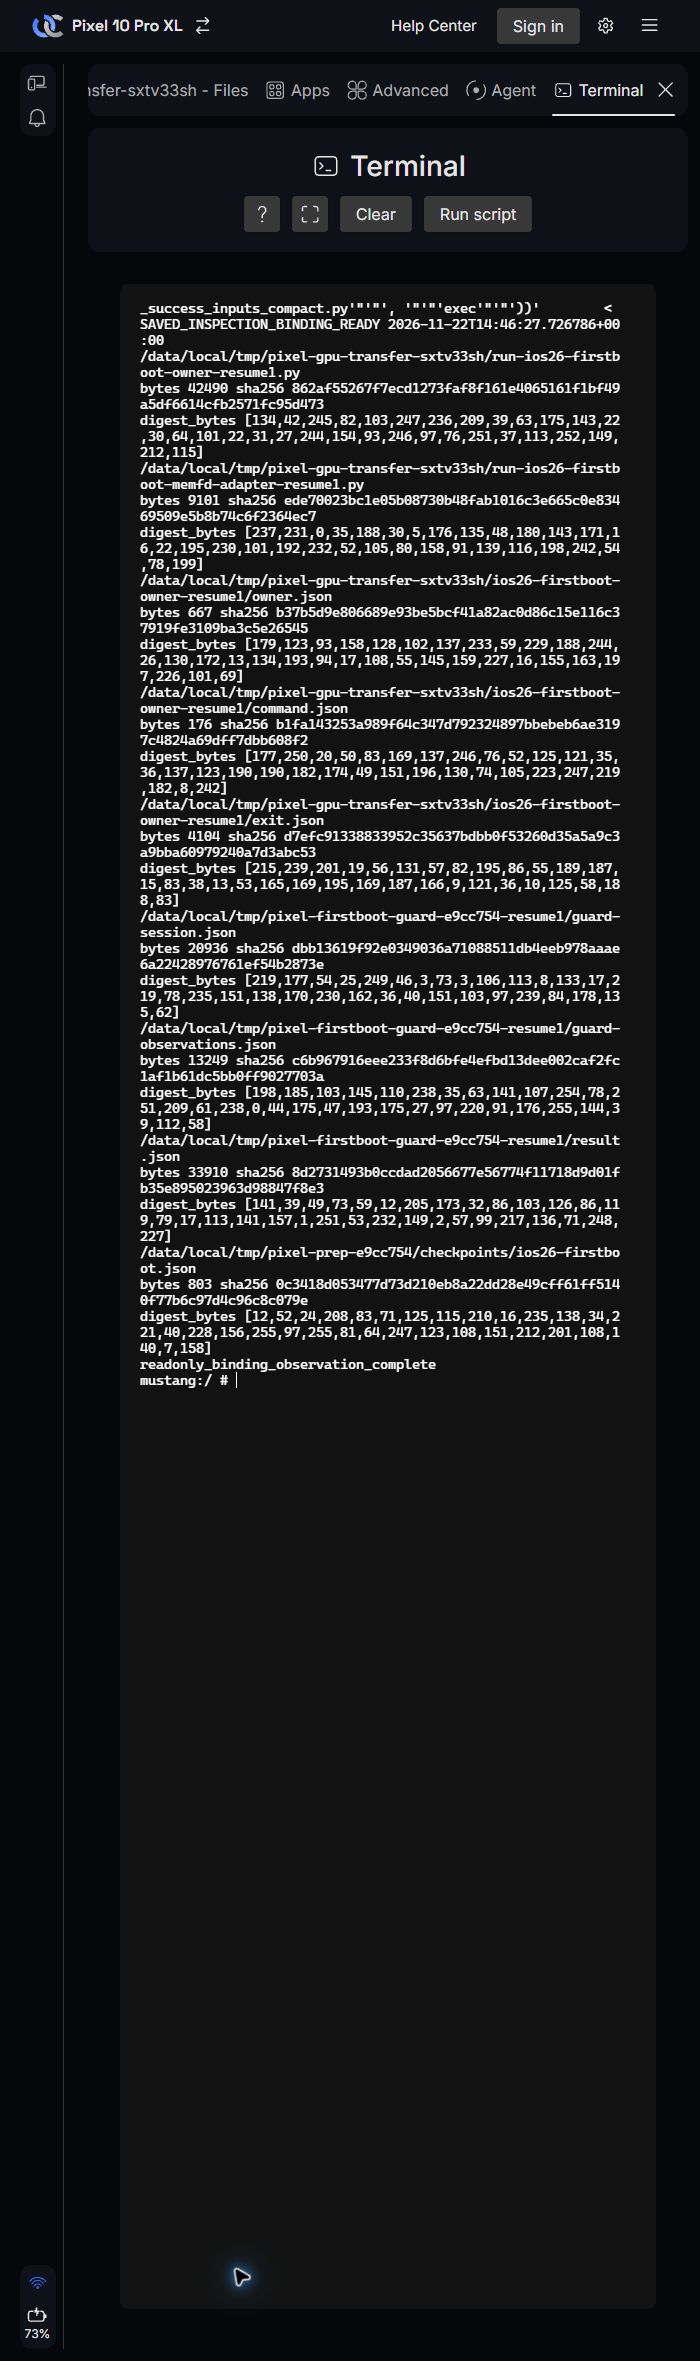 Pixel 10 Pro XL
Help Center
Sign in
nsfer-sxtv33sh - Files
Apps
Advanced
Agent
Terminal
Terminal
?
Clear
Run script
_success_inputs_compact.py'"'"', '"'"'exec'"'"'))'        <
SAVED_INSPECTION_BINDING_READY 2026-11-22T14:46:27.726786+00
:00
/data/local/tmp/pixel-gpu-transfer-sxtv33sh/run-ios26-firstb
oot-owner-resume1.py
bytes 42490 sha256 862af55267f7ecd1273faf8f161e4065161f1bf49
a5df6614cfb2571fc95d473
digest_bytes [134,42,245,82,103,247,236,209,39,63,175,143,22
,30,64,101,22,31,27,244,154,93,246,97,76,251,37,113,252,149,
212,115]
/data/local/tmp/pixel-gpu-transfer-sxtv33sh/run-ios26-firstb
oot-memfd-adapter-resume1.py
bytes 9101 sha256 ede70023bc1e05b08730b48fab1016c3e665c0e834
69509e5b8b74c6f2364ec7
digest_bytes [237,231,0,35,188,30,5,176,135,48,180,143,171,1
6,22,195,230,101,192,232,52,105,80,158,91,139,116,198,242,54
,78,199]
/data/local/tmp/pixel-gpu-transfer-sxtv33sh/ios26-firstboot-
owner-resume1/owner.json
bytes 667 sha256 b37b5d9e806689e93be5bcf41a82ac0d86c15e116c3
7919fe3109ba3c5e26545
digest_bytes [179,123,93,158,128,102,137,233,59,229,188,244,
26,130,172,13,134,193,94,17,108,55,145,159,227,16,155,163,19
7,226,101,69]
/data/local/tmp/pixel-gpu-transfer-sxtv33sh/ios26-firstboot-
owner-resume1/command.json
bytes 176 sha256 b1fa143253a989f64c347d792324897bbebeb6ae319
7c4824a69dff7dbb608f2
digest_bytes [177,250,20,50,83,169,137,246,76,52,125,121,35,
36,137,123,190,190,182,174,49,151,196,130,74,105,223,247,219
,182,8,242]
/data/local/tmp/pixel-gpu-transfer-sxtv33sh/ios26-firstboot-
owner-resume1/exit.json
bytes 4104 sha256 d7efc91338833952c35637bdbb0f53260d35a5a9c3
a9bba60979240a7d3abc53
digest_bytes [215,239,201,19,56,131,57,82,195,86,55,189,187,
15,83,38,13,53,165,169,195,169,187,166,9,121,36,10,125,58,18
8,83]
/data/local/tmp/pixel-firstboot-guard-e9cc754-resume1/guard-
session.json
bytes 20936 sha256 dbb13619f92e0349036a71088511db4eeb978aaae
6a22428976761ef54b2873e
digest_bytes [219,177,54,25,249,46,3,73,3,106,113,8,133,17,2
19,78,235,151,138,170,230,162,36,40,151,103,97,239,84,178,13
5,62]
/data/local/tmp/pixel-firstboot-guard-e9cc754-resume1/guard-
observations.json
bytes 13249 sha256 c6b967916eee233f8d6bfe4efbd13dee002caf2fc
1af1b61dc5bb0ff9027703a
digest_bytes [198,185,103,145,110,238,35,63,141,107,254,78,2
51,209,61,238,0,44,175,47,193,175,27,97,220,91,176,255,144,3
9,112,58]
/data/local/tmp/pixel-firstboot-guard-e9cc754-resume1/result
.json
bytes 33910 sha256 8d2731493b0ccdad2056677e56774f11718d9d01f
b35e895023963d98847f8e3
digest_bytes [141,39,49,73,59,12,205,173,32,86,103,126,86,11
9,79,17,113,141,157,1,251,53,232,149,2,57,99,217,136,71,248,
227]
/data/local/tmp/pixel-prep-e9cc754/checkpoints/ios26-firstbo
ot.json
bytes 803 sha256 0c3418d053477d73d210eb8a22dd28e49cff61ff514
0f77b6c97d4c96c8c079e
digest_bytes [12,52,24,208,83,71,125,115,210,16,235,138,34,2
21,40,228,156,255,97,255,81,64,247,123,108,151,212,201,108,1
40,7,158]
readonly_binding_observation_complete
mustang:/ #
73%